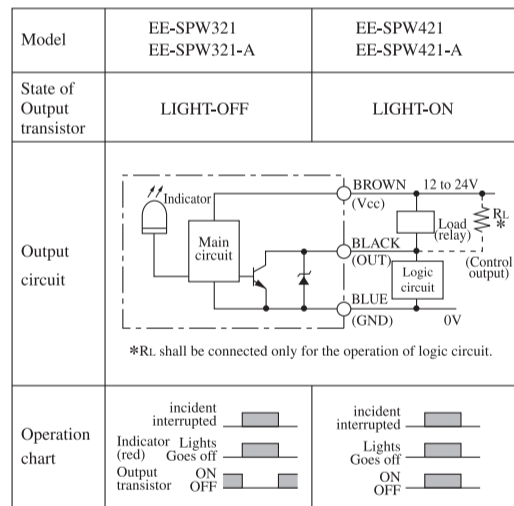 Model
EE-SPW321
EE-SPW321-A
EE-SPW421
EE-SPW421-A
State of
Output
transistor
LIGHT-OFF
LIGHT-ON
Output
circuit
Indicator
Main
circuit
BROWN
(Vcc)
12 to 24V
Load
(relay)
RL
*
BLACK
(OUT)
(Control
output)
Logic
circuit
BLUE
(GND)
0V
*RL shall be connected only for the operation of logic circuit.
Operation
chart
incident
interrupted
Indicator Lights
(red) Goes off
Output ON
transistor OFF
incident
interrupted
Lights
Goes off
ON
OFF